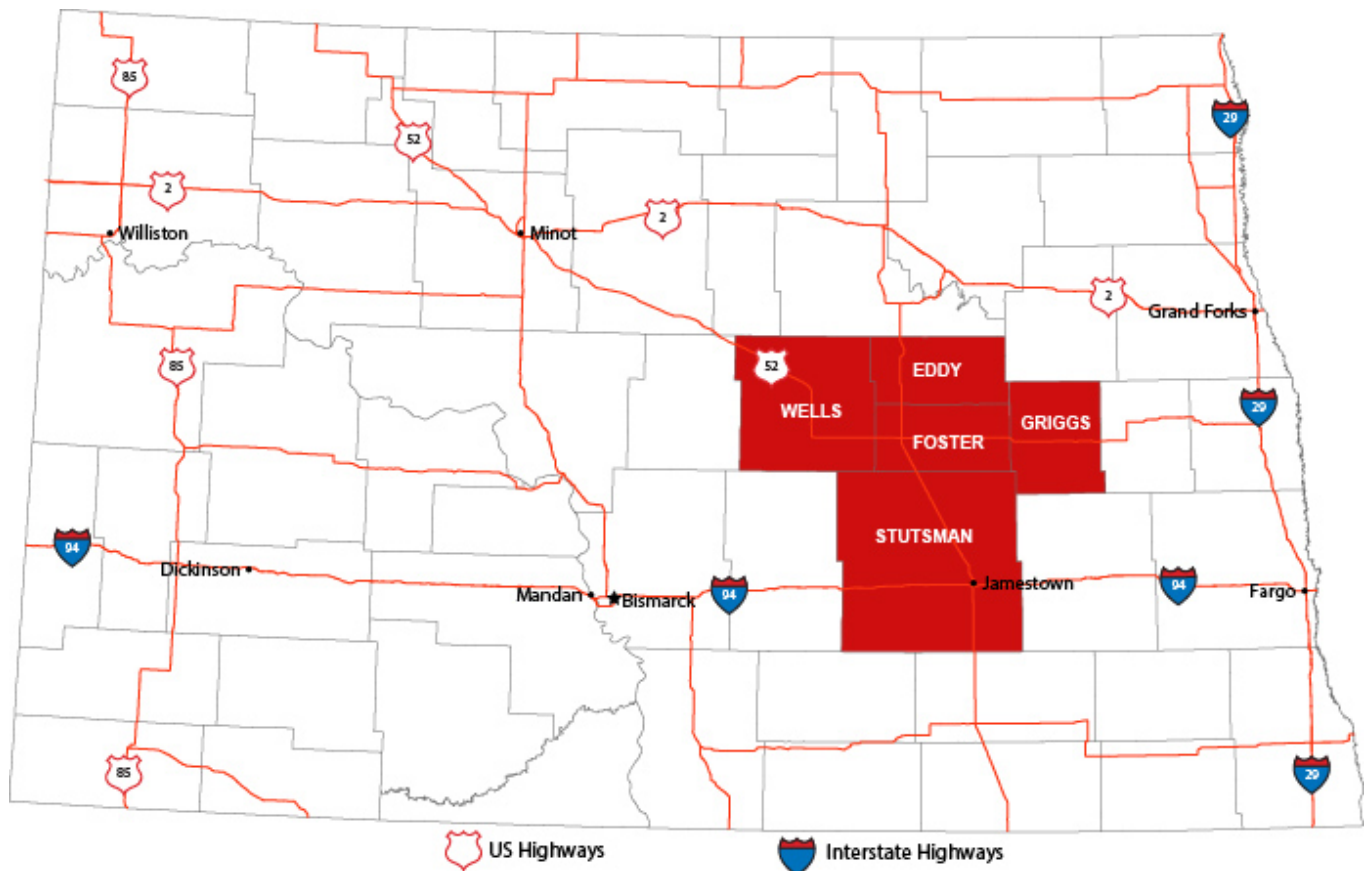 85
29
52
2
2
Williston
Minot
2
Grand Forks
85
52
EDDY
WELLS
GRIGGS
29
FOSTER
STUTSMAN
94
Dickinson
Mandan
Bismarck
94
Jamestown
94
Fargo
85
29
US Highways
Interstate Highways